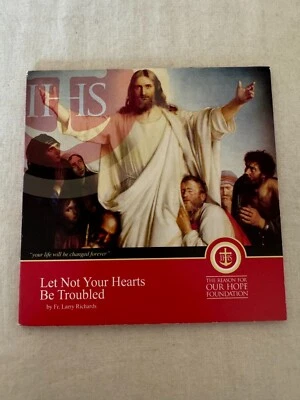 IHS
"your life will be changed forever"
Let Not Your Hearts
Be Troubled
by Fr. Larry Richards
IHS
THE REASON FOR
OUR HOPE
FOUNDATION